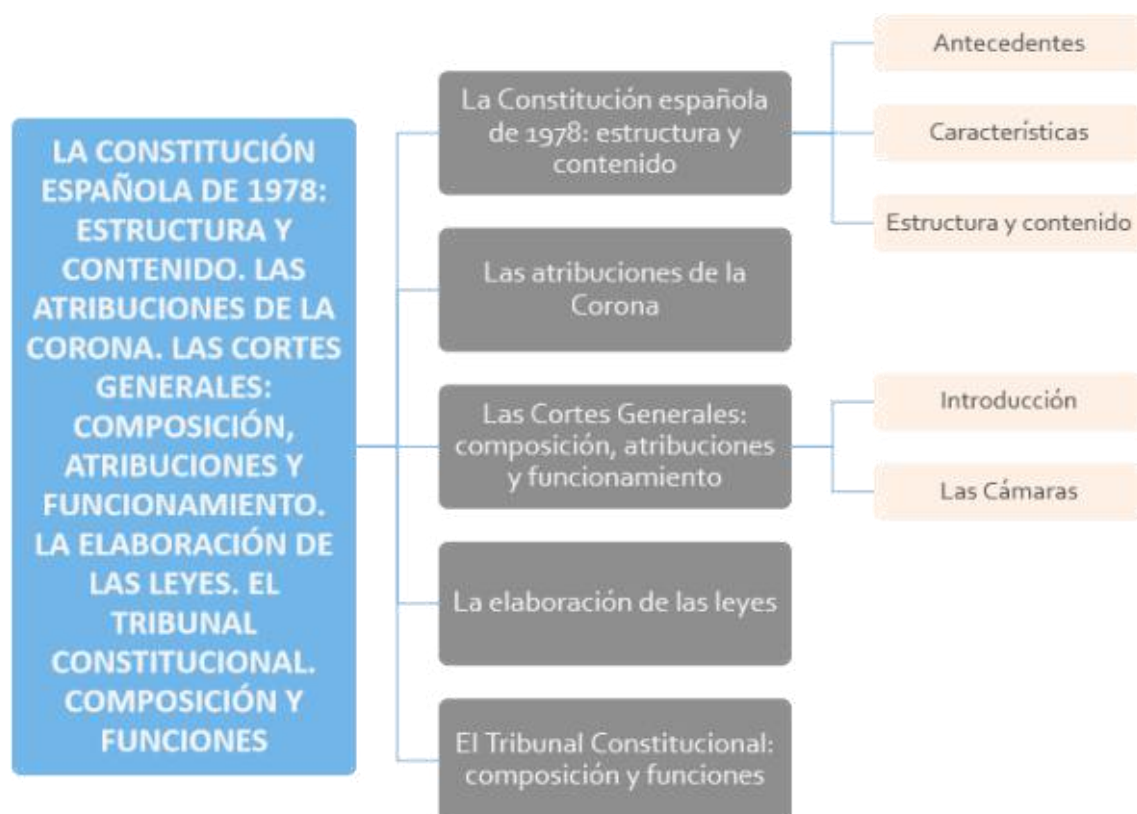 LA CONSTITUCIÓN
ESPAÑOLA DE 1978:
ESTRUCTURA Y
CONTENIDO. LAS
ATRIBUCIONES DE LA
CORONA. LAS CORTES
GENERALES:
COMPOSICIÓN,
ATRIBUCIONES Y
FUNCIONAMIENTO.
LA ELABORACIÓN DE
LAS LEYES. EL
TRIBUNAL
CONSTITUCIONAL.
COMPOSICIÓN Y
FUNCIONES
La Constitución española
de 1978: estructura y
contenido
Antecedentes
Características
Estructura y contenido
Las atribuciones de la
Corona
Las Cortes Generales:
composición, atribuciones
y funcionamiento
Introducción
Las Cámaras
La elaboración de las leyes
El Tribunal Constitucional:
composición y funciones